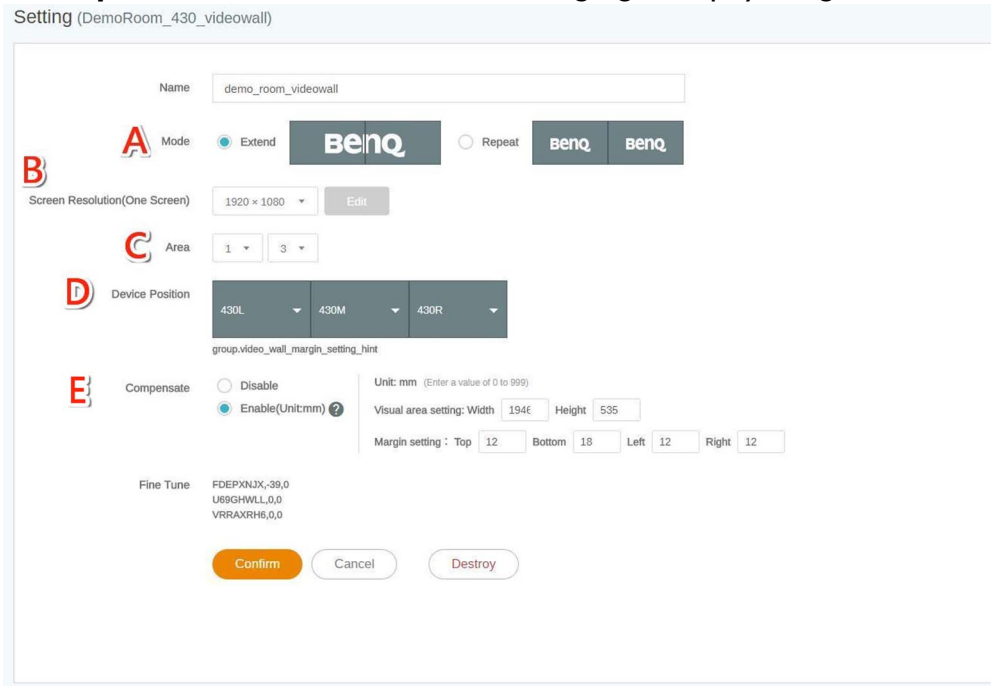 Setting (DemoRoom_430_videowall)
Name demo_room_videowall
A Mode Extend BenQ Repeat BenQ BenQ
B
Screen Resolution(One Screen) 1920 × 1080 Edit
C Area 1 3
D Device Position
430L 430M 430R
group.video_wall_margin_setting_hint
E Compensate Disable Unit: mm (Enter a value of 0 to 999)
Enable(Unit:mm) ? Visual area setting: Width 1946 Height 535
Margin setting : Top 12 Bottom 18 Left 12 Right 12
Fine Tune FDEPXNJX,-39,0
U69GHWLL,0,0
VRRAXRH6,0,0
Confirm Cancel Destroy